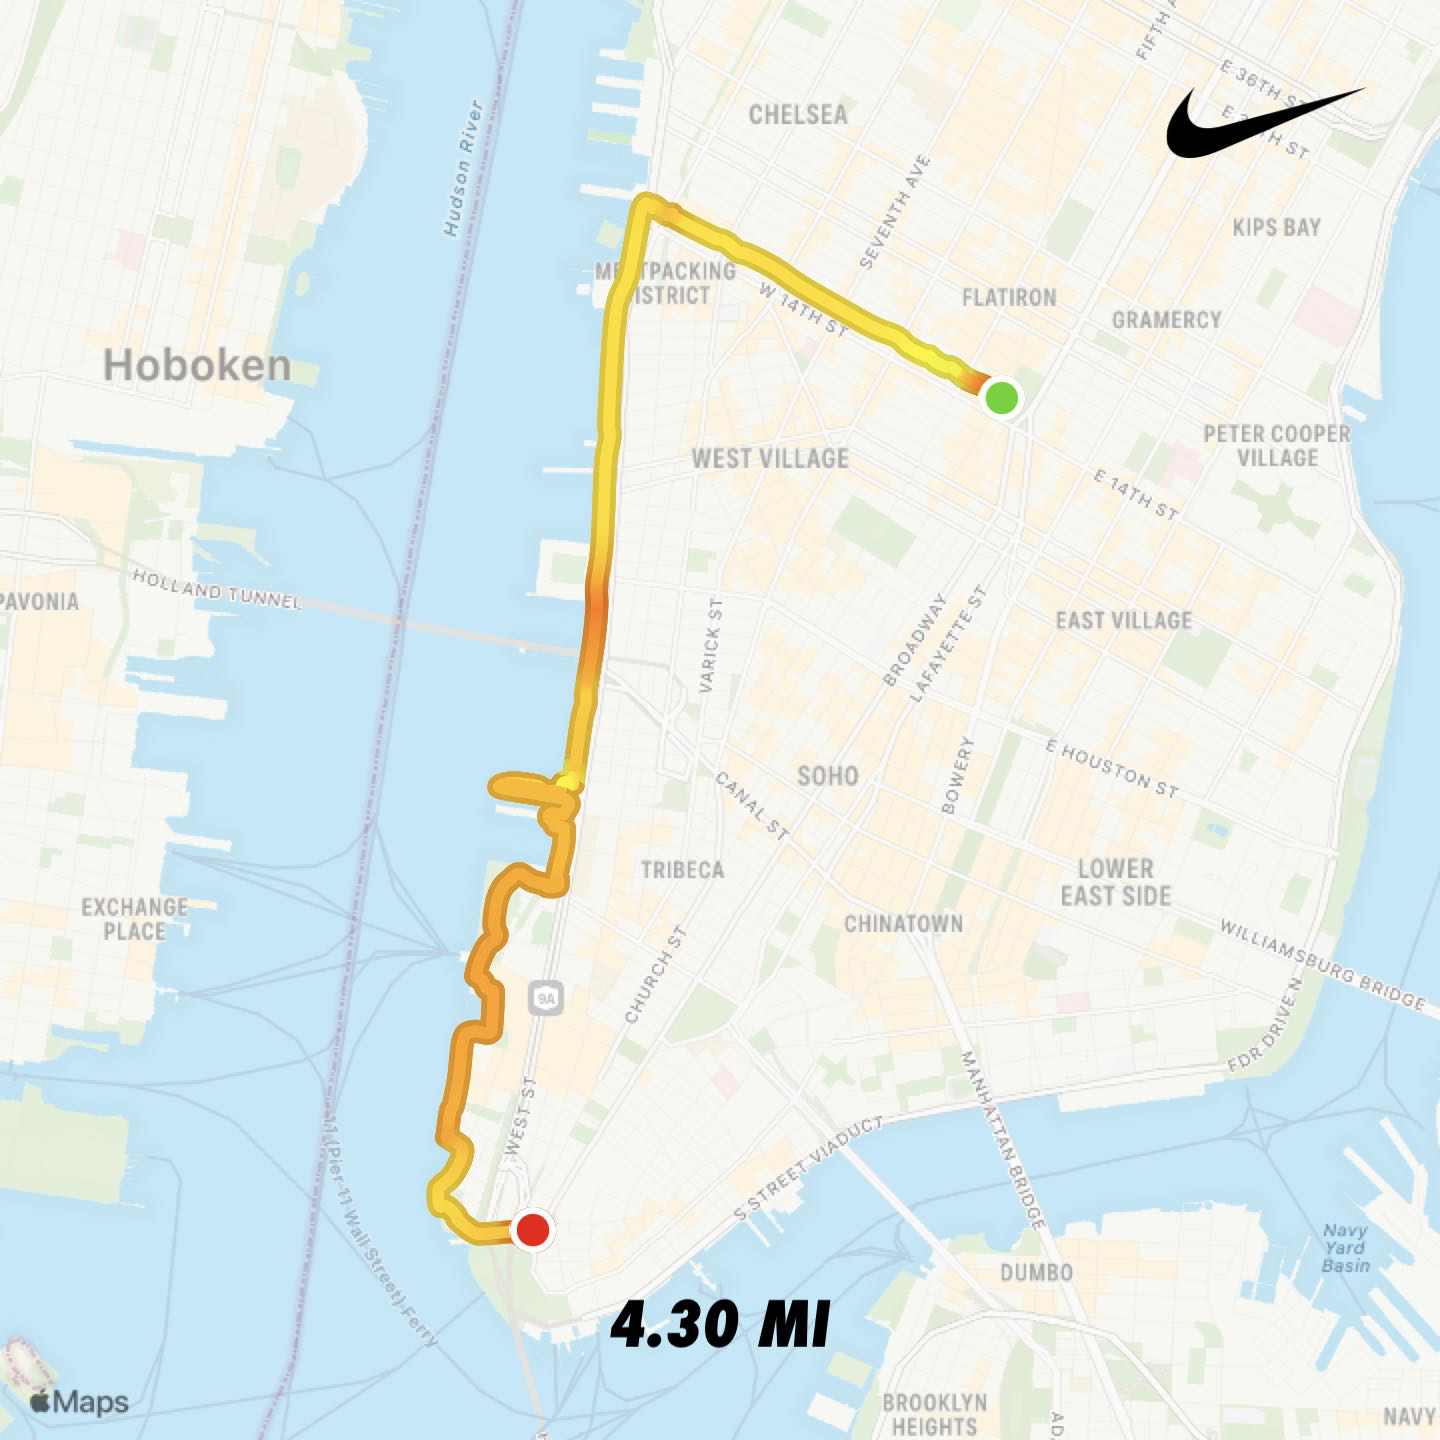 FIFTH A
E 36TH ST
E
TH ST
CHELSEA
Hudson River
SEVENTH AVE
KIPS BAY
M
TPACKING
ISTRICT
W 14TH ST
FLATIRON
GRAMERCY
Hoboken
WEST VILLAGE
PETER COOPER
VILLAGE
E 14TH ST
HOLLAND TUNNEL
PAVONIA
VARICK ST
BROADWAY
LAFAYETTE ST
EAST VILLAGE
E HOUSTON ST
BOWERY
SOHO
CANAL ST
TRIBECA
LOWER
EAST SIDE
EXCHANGE
PLACE
CHINATOWN
WILLIAMSBURG BRIDGE
CHURCH ST
9A
FDR DRIVE N
MANHATTAN BRIDGE
WEST ST
S STREET VIADUCT
(Pier 11 Wall Street) Ferry
Navy
Yard
Basin
DUMBO
4.30 MI
Maps
BROOKLYN
HEIGHTS
AD
NAVY